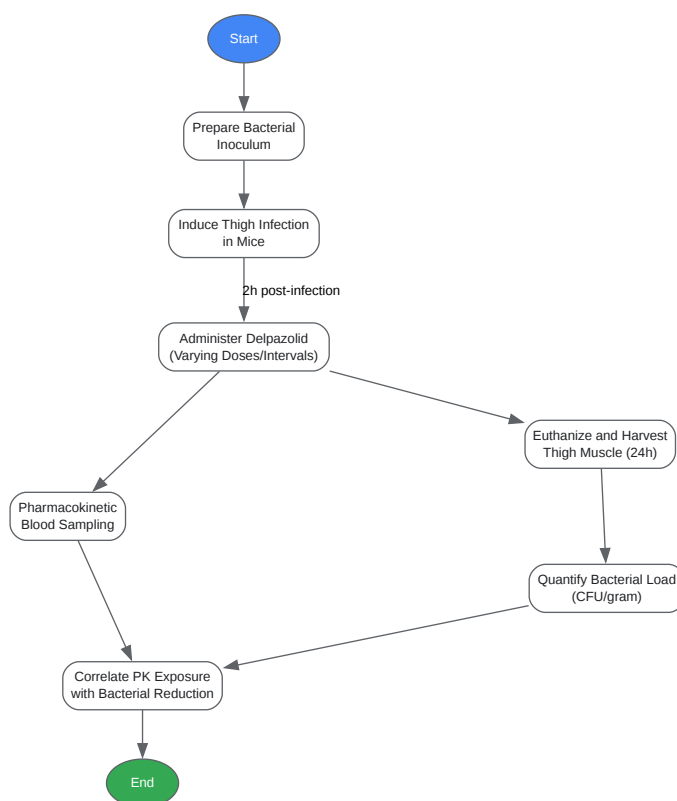 Start
Prepare Bacterial
Inoculum
Induce Thigh Infection
in Mice
2h post-infection
Administer Delpazolid
(Varying Doses/Intervals)
Euthanize and Harvest
Thigh Muscle (24h)
Pharmacokinetic
Blood Sampling
Quantify Bacterial Load
(CFU/gram)
Correlate PK Exposure
with Bacterial Reduction
End